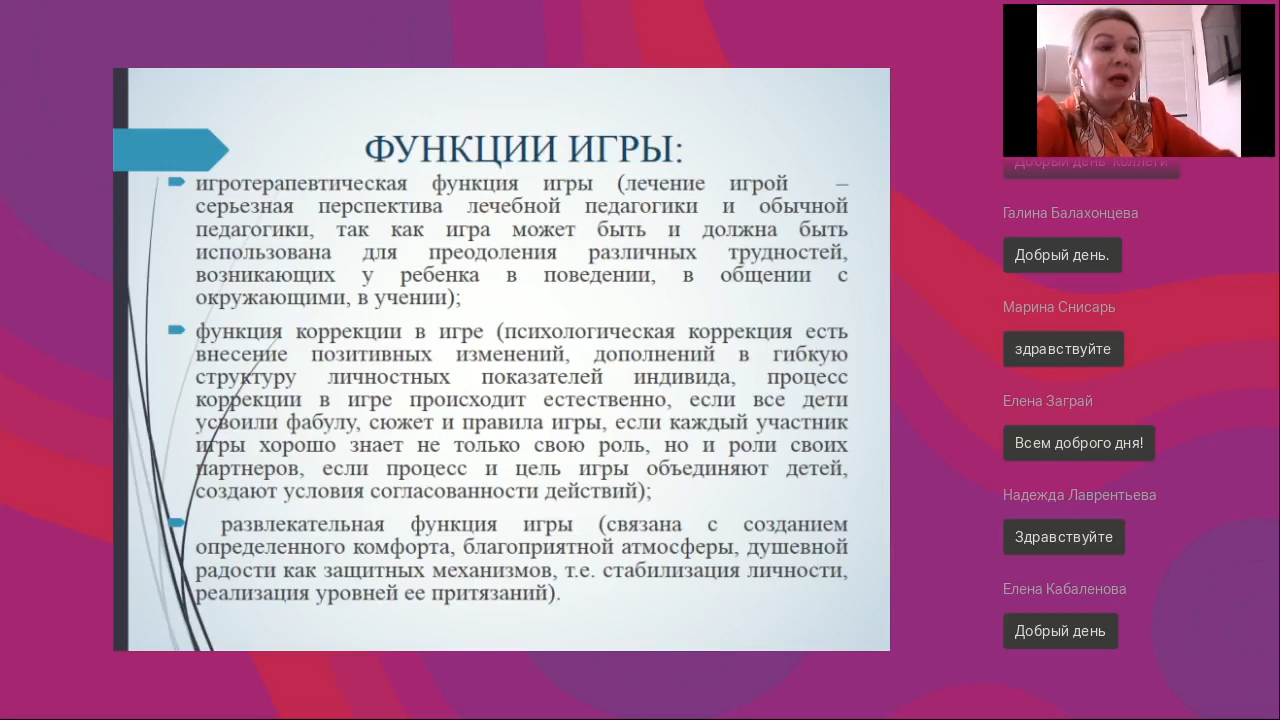 ФУНКЦИИ ИГРЫ:
игротерапевтическая функция игры (лечение игрой –
серьезная перспектива лечебной педагогики и обычной
педагогики, так как игра может быть и должна быть
использована для преодоления различных трудностей,
возникающих у ребенка в поведении, в общении с
окружающими, в учении);
функция коррекции в игре (психологическая коррекция есть
внесение позитивных изменений, дополнений в гибкую
структуру личностных показателей индивида, процесс
коррекции в игре происходит естественно, если все дети
усвоили фабулу, сюжет и правила игры, если каждый участник
игры хорошо знает не только свою роль, но и роли своих
партнеров, если процесс и цель игры объединяют детей,
создают условия согласованности действий);
развлекательная функция игры (связана с созданием
определенного комфорта, благоприятной атмосферы, душевной
радости как защитных механизмов, т.е. стабилизация личности,
реализация уровней ее притязаний).
Добрый день коллеги
Галина Балахонцева
Добрый день.
Марина Снисарь
здравствуйте
Елена Заграй
Всем доброго дня!
Надежда Лаврентьева
Здравствуйте
Елена Кабаленова
Добрый день